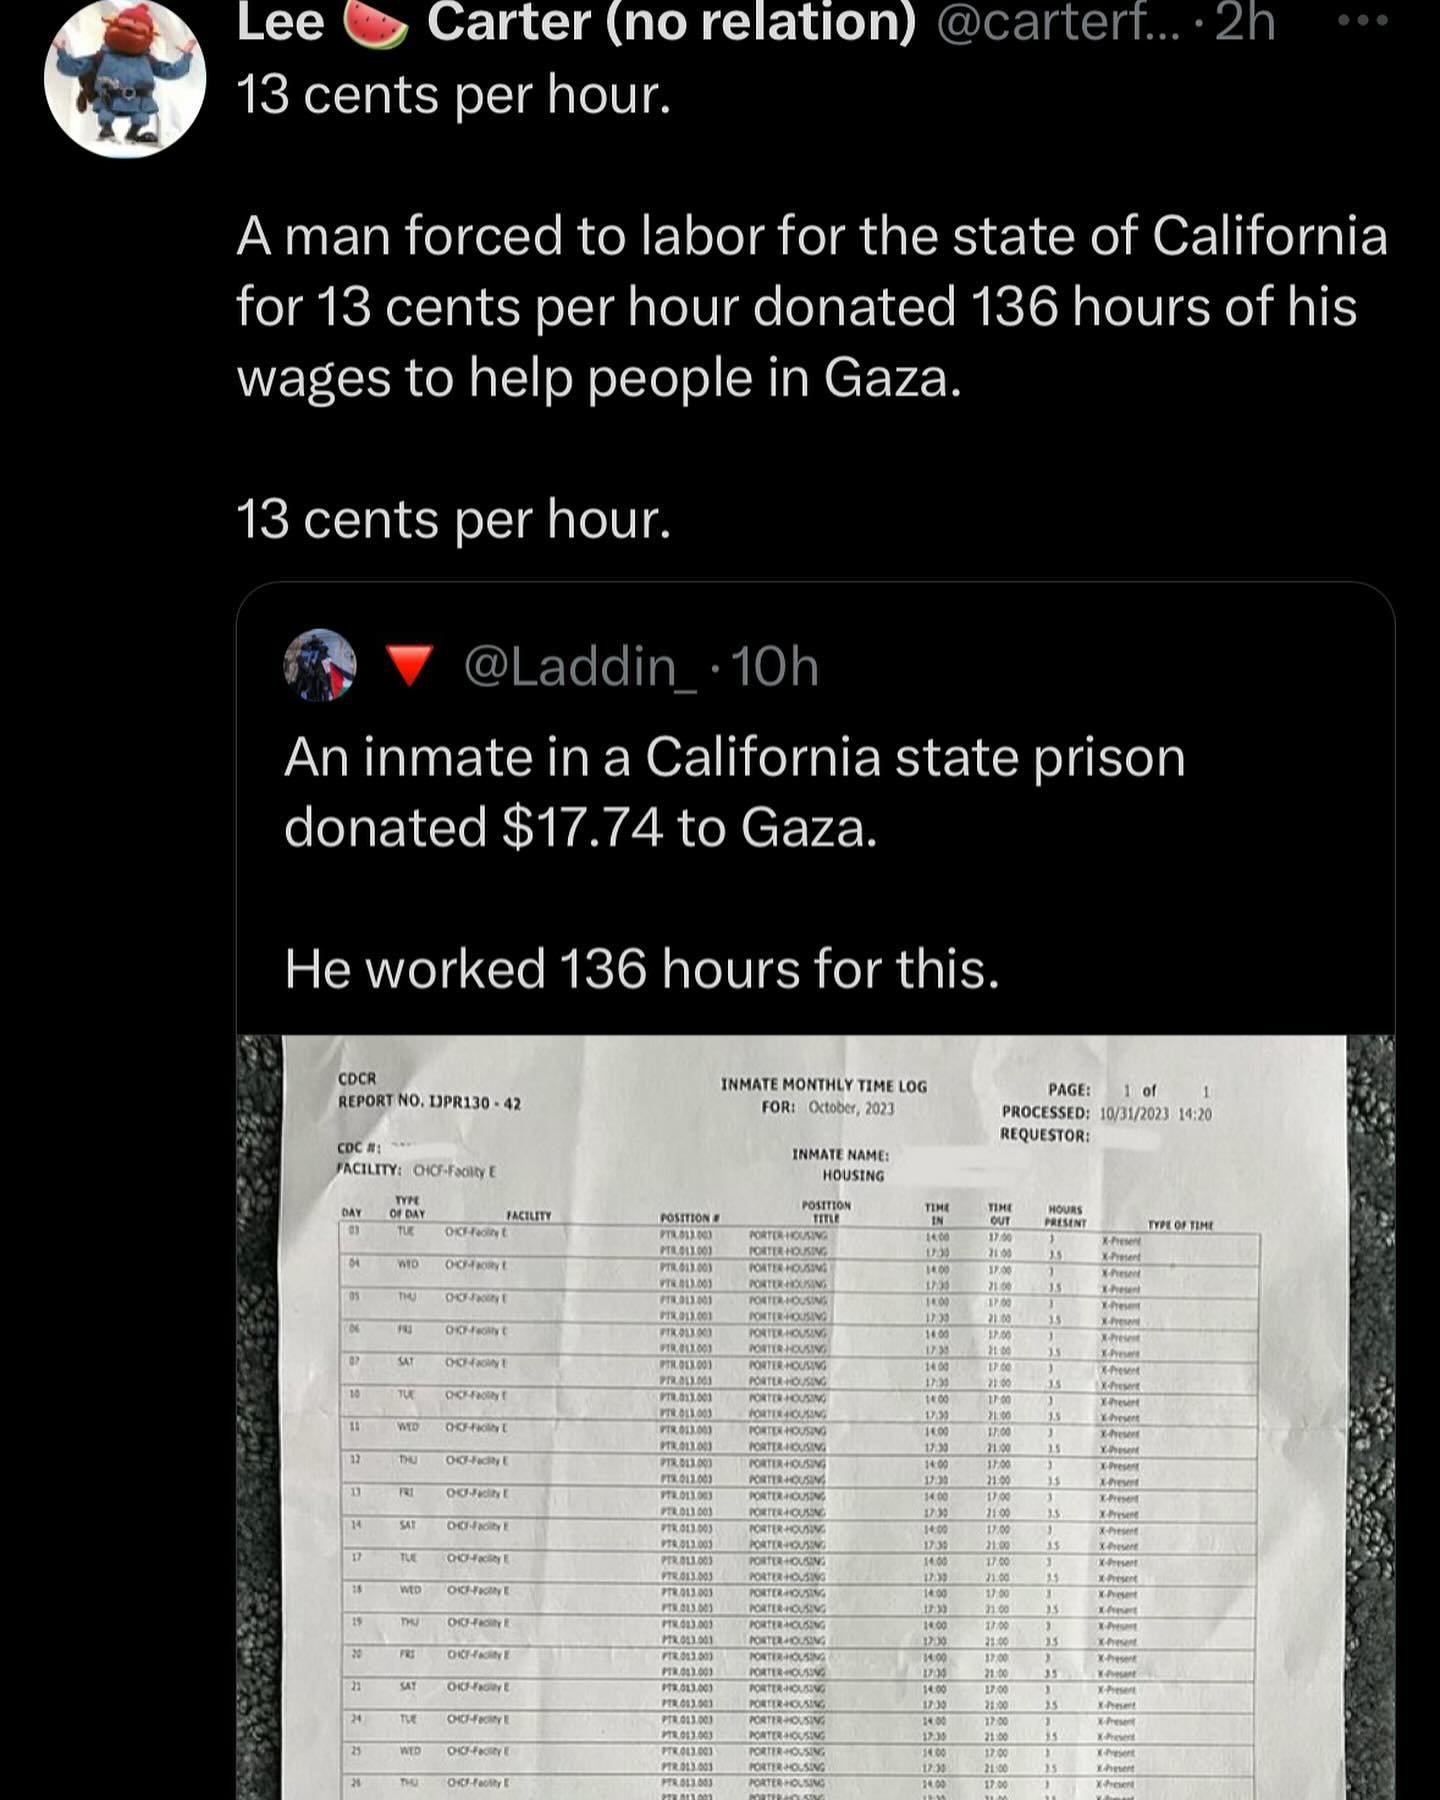 Lee 🍉 Carter (no relation) @carterf... · 2h
13 cents per hour.
A man forced to labor for the state of California
for 13 cents per hour donated 136 hours of his
wages to help people in Gaza.
13 cents per hour.
🔻 @Laddin_ · 10h
An inmate in a California state prison
donated $17.74 to Gaza.
He worked 136 hours for this.
CDCR INMATE MONTHLY TIME LOG PAGE: 1 of 1
REPORT NO. IJPR130 - 42 FOR: October, 2023 PROCESSED: 10/31/2023 14:20
REQUESTOR:
CDC #: INMATE NAME:
FACILITY: CHCF-Facility E HOUSING
DAY TYPE OF DAY FACILITY POSITION # POSITION TITLE TIME IN TIME OUT HOURS PRESENT TYPE OF TIME
03 TUE CHCF-Facility E PTR.013.003 PORTER-HOUSING 14:00 17:00 3 X-Present
PTR.013.003 PORTER-HOUSING 17:30 21:00 3.5 X-Present
04 WED CHCF-Facility E PTR.013.003 PORTER-HOUSING 14:00 17:00 3 X-Present
PTR.013.003 PORTER-HOUSING 17:30 21:00 3.5 X-Present
05 THU CHCF-Facility E PTR.013.003 PORTER-HOUSING 14:00 17:00 3 X-Present
PTR.013.003 PORTER-HOUSING 17:30 21:00 3.5 X-Present
06 FRI CHCF-Facility E PTR.013.003 PORTER-HOUSING 14:00 17:00 3 X-Present
PTR.013.003 PORTER-HOUSING 17:30 21:00 3.5 X-Present
07 SAT CHCF-Facility E PTR.013.003 PORTER-HOUSING 14:00 17:00 3 X-Present
PTR.013.003 PORTER-HOUSING 17:30 21:00 3.5 X-Present
10 TUE CHCF-Facility E PTR.013.003 PORTER-HOUSING 14:00 17:00 3 X-Present
PTR.013.003 PORTER-HOUSING 17:30 21:00 3.5 X-Present
11 WED CHCF-Facility E PTR.013.003 PORTER-HOUSING 14:00 17:00 3 X-Present
PTR.013.003 PORTER-HOUSING 17:30 21:00 3.5 X-Present
12 THU CHCF-Facility E PTR.013.003 PORTER-HOUSING 14:00 17:00 3 X-Present
PTR.013.003 PORTER-HOUSING 17:30 21:00 3.5 X-Present
13 FRI CHCF-Facility E PTR.013.003 PORTER-HOUSING 14:00 17:00 3 X-Present
PTR.013.003 PORTER-HOUSING 17:30 21:00 3.5 X-Present
14 SAT CHCF-Facility E PTR.013.003 PORTER-HOUSING 14:00 17:00 3 X-Present
PTR.013.003 PORTER-HOUSING 17:30 21:00 3.5 X-Present
17 TUE CHCF-Facility E PTR.013.003 PORTER-HOUSING 14:00 17:00 3 X-Present
PTR.013.003 PORTER-HOUSING 17:30 21:00 3.5 X-Present
18 WED CHCF-Facility E PTR.013.003 PORTER-HOUSING 14:00 17:00 3 X-Present
PTR.013.003 PORTER-HOUSING 17:30 21:00 3.5 X-Present
19 THU CHCF-Facility E PTR.013.003 PORTER-HOUSING 14:00 17:00 3 X-Present
PTR.013.003 PORTER-HOUSING 17:30 21:00 3.5 X-Present
20 FRI CHCF-Facility E PTR.013.003 PORTER-HOUSING 14:00 17:00 3 X-Present
PTR.013.003 PORTER-HOUSING 17:30 21:00 3.5 X-Present
21 SAT CHCF-Facility E PTR.013.003 PORTER-HOUSING 14:00 17:00 3 X-Present
PTR.013.003 PORTER-HOUSING 17:30 21:00 3.5 X-Present
24 TUE CHCF-Facility E PTR.013.003 PORTER-HOUSING 14:00 17:00 3 X-Present
PTR.013.003 PORTER-HOUSING 17:30 21:00 3.5 X-Present
25 WED CHCF-Facility E PTR.013.003 PORTER-HOUSING 14:00 17:00 3 X-Present
PTR.013.003 PORTER-HOUSING 17:30 21:00 3.5 X-Present
26 THU CHCF-Facility E PTR.013.003 PORTER-HOUSING 14:00 17:00 3 X-Present